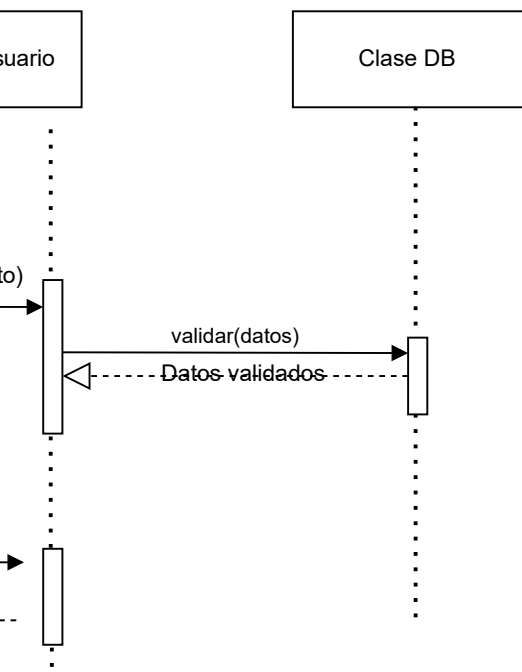 suario
Clase DB
to)
validar(datos)
Datos validados